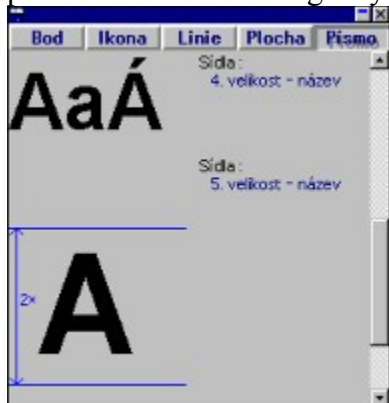 Bod Ikona Linie Plocha Písmo
AaÁ
Sídla:
4. velikost - název
Sídla:
5. velikost - název
2×
A